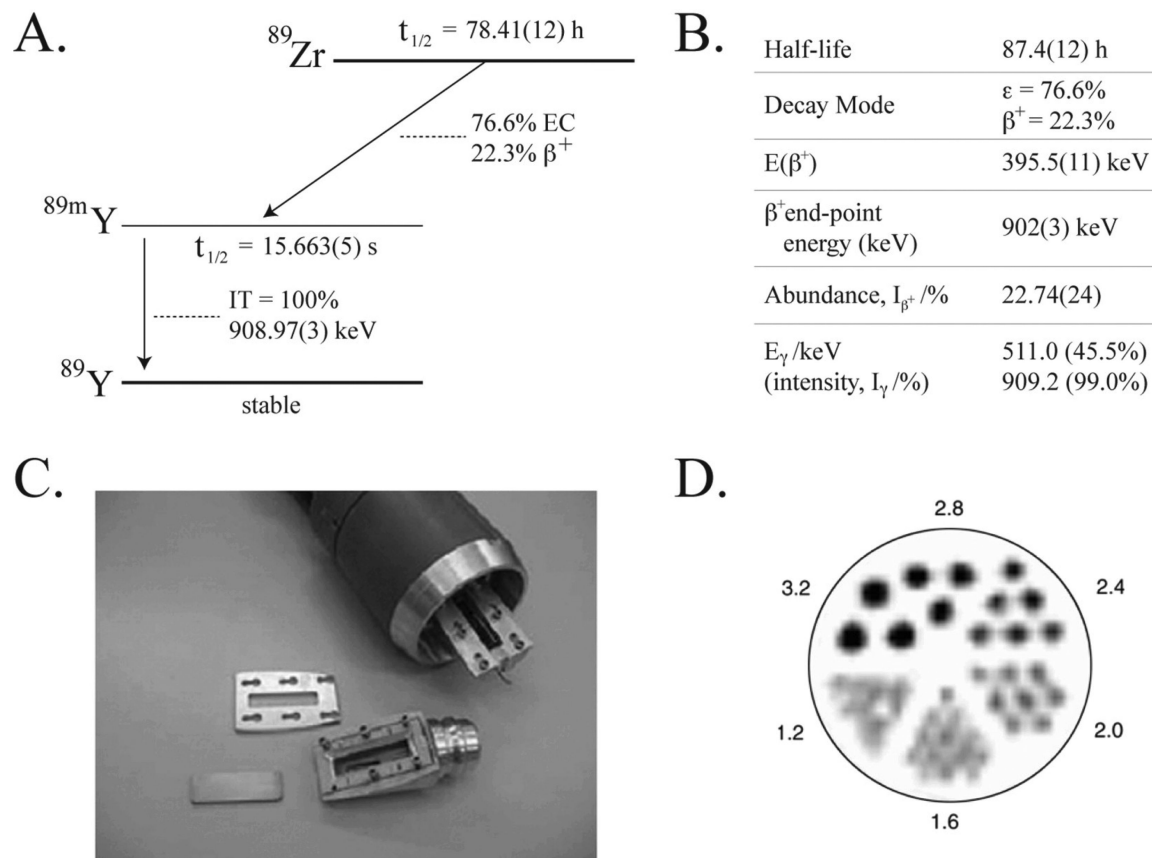 A.
⁸⁹Zr
t₁/₂ = 78.41(12) h
76.6% EC
22.3% β⁺
⁸⁹ᵐY
t₁/₂ = 15.663(5) s
IT = 100%
908.97(3) keV
⁸⁹Y
stable
B.
Half-life 87.4(12) h
Decay Mode ε = 76.6%
β⁺ = 22.3%
E(β⁺) 395.5(11) keV
β⁺end-point
energy (keV) 902(3) keV
Abundance, Iβ⁺/% 22.74(24)
Eγ/keV 511.0 (45.5%)
(intensity, Iγ/%) 909.2 (99.0%)
C.
D.
2.8
3.2
2.4
1.2
2.0
1.6